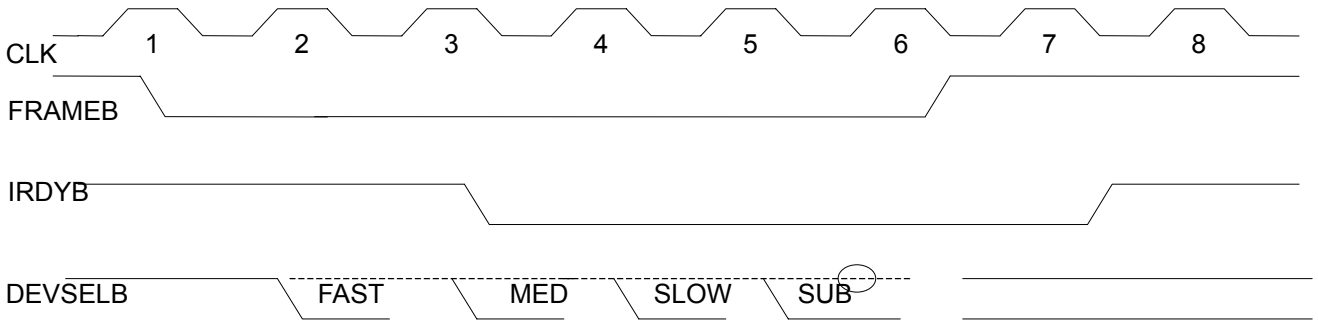 CLK 1 2 3 4 5 6 7 8
FRAMEB
IRDYB
DEVSELB FAST MED SLOW SUB